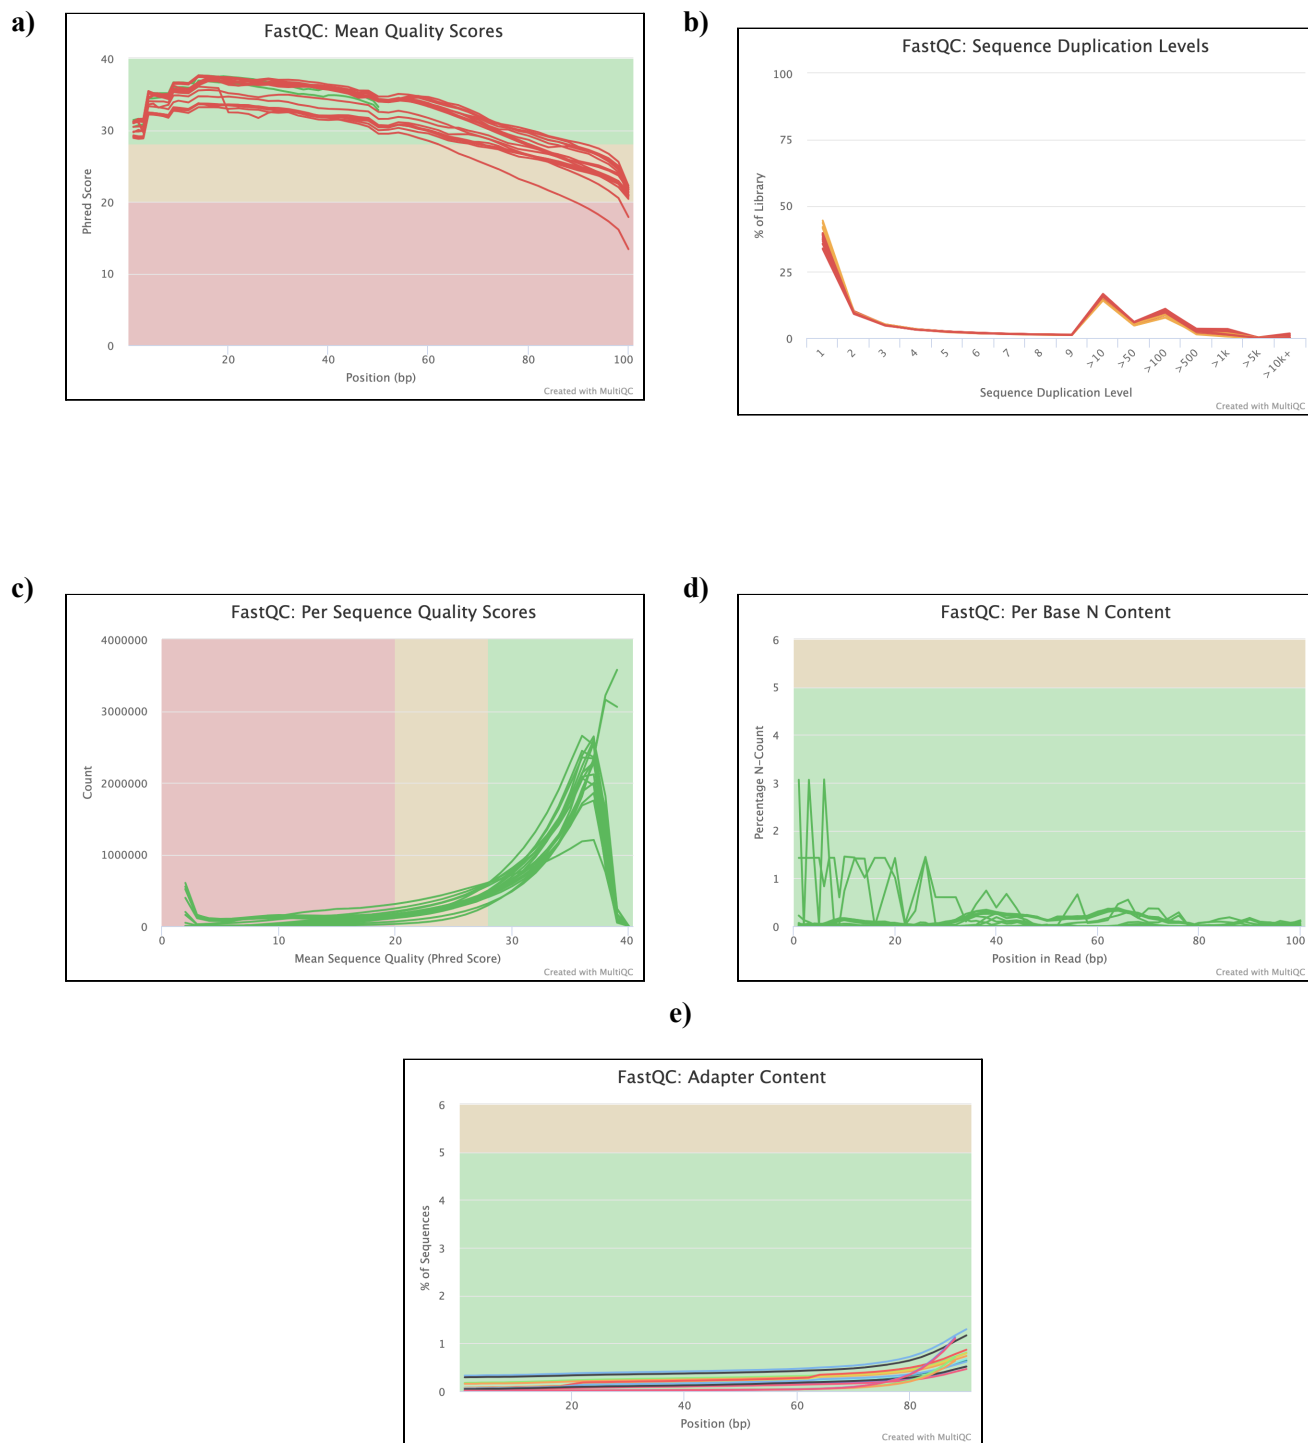 a)
FastQC: Mean Quality Scores
40
30
20
10
0
Phred Score
20
40
60
80
100
Position (bp)
Created with MultiQC
b)
FastQC: Sequence Duplication Levels
100
75
50
25
0
% of Library
1
2
3
4
5
6
7
8
9
>10
>50
>100
>500
>1k
>5k
>10k+
Sequence Duplication Level
Created with MultiQC
c)
FastQC: Per Sequence Quality Scores
4000000
3000000
2000000
1000000
0
Count
0
10
20
30
40
Mean Sequence Quality (Phred Score)
Created with MultiQC
d)
FastQC: Per Base N Content
6
5
4
3
2
1
0
Percentage N-Count
0
20
40
60
80
100
Position in Read (bp)
Created with MultiQC
e)
FastQC: Adapter Content
6
5
4
3
2
1
0
% of Sequences
20
40
60
80
Position (bp)
Created with MultiQC